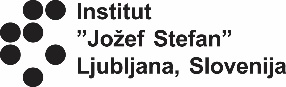 Institut
”Jožef Stefan”
Ljubljana, Slovenija